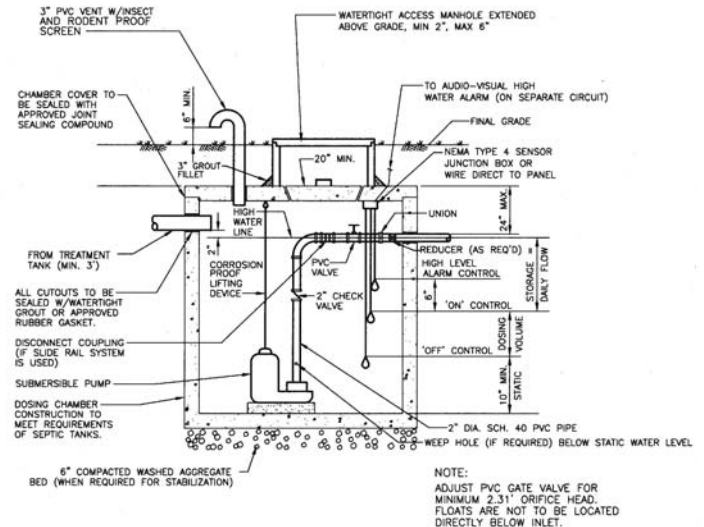 3" PVC VENT W/INSECT
AND RODENT PROOF
SCREEN
WATERTIGHT ACCESS MANHOLE EXTENDED
ABOVE GRADE, MIN 2", MAX 6"
CHAMBER COVER TO
BE SEALED WITH
APPROVED JOINT
SEALING COMPOUND
6" MIN.
TO AUDIO-VISUAL HIGH
WATER ALARM (ON SEPARATE CIRCUIT)
FINAL GRADE
3" GROUT
FILLET
20" MIN.
NEMA TYPE 4 SENSOR
JUNCTION BOX OR
WIRE DIRECT TO PANEL
24" MAX.
HIGH
WATER
LINE
UNION
2"
FROM TREATMENT
TANK (MIN. 3')
CORROSION
PROOF
LIFTING
DEVICE
PVC
VALVE
REDUCER (AS REQ'D)
HIGH LEVEL
ALARM CONTROL
6"
STORAGE =
DAILY FLOW
ALL CUTOUTS TO BE
SEALED W/WATERTIGHT
GROUT OR APPROVED
RUBBER GASKET.
2" CHECK
VALVE
'ON' CONTROL
DISCONNECT COUPLING
(IF SLIDE RAIL SYSTEM
IS USED)
DOSING
VOLUME
'OFF' CONTROL
SUBMERSIBLE PUMP
10" MIN.
STATIC
DOSING CHAMBER
CONSTRUCTION TO
MEET REQUIREMENTS
OF SEPTIC TANKS.
2" DIA. SCH. 40 PVC PIPE
WEEP HOLE (IF REQUIRED) BELOW STATIC WATER LEVEL
6" COMPACTED WASHED AGGREGATE
BED (WHEN REQUIRED FOR STABILIZATION)
NOTE:
ADJUST PVC GATE VALVE FOR
MINIMUM 2.31' ORIFICE HEAD.
FLOATS ARE NOT TO BE LOCATED
DIRECTLY BELOW INLET.